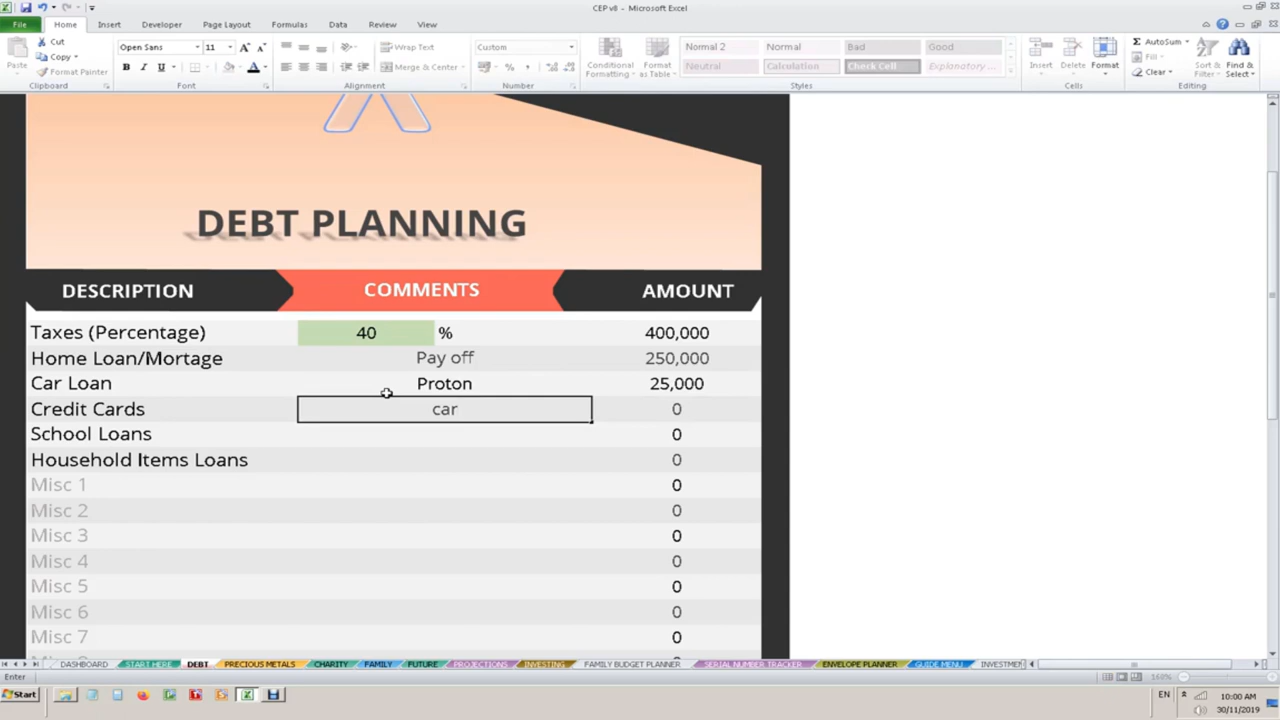 CEP v8 - Microsoft Excel
File Home Insert Developer Page Layout Formulas Data Review View
Paste
Cut
Copy
Format Painter
Clipboard
Open Sans 11
B I U
Font
Wrap Text
Merge & Center
Alignment
Custom
% ,
Number
Conditional Formatting
Format as Table
Normal 2 Normal Bad Good
Neutral Calculation Check Cell Explanatory ...
Styles
Insert Delete Format
Cells
AutoSum
Fill
Clear
Sort & Filter
Find & Select
Editing
DEBT PLANNING
DESCRIPTION COMMENTS AMOUNT
Taxes (Percentage) 40 % 400,000
Home Loan/Mortage Pay off 250,000
Car Loan Proton 25,000
Credit Cards car 0
School Loans 0
Household Items Loans 0
Misc 1 0
Misc 2 0
Misc 3 0
Misc 4 0
Misc 5 0
Misc 6 0
Misc 7 0
DASHBOARD START HERE DEBT PRECIOUS METALS CHARITY FAMILY FUTURE PROJECTIONS INVESTING FAMILY BUDGET PLANNER SERIAL NUMBER TRACKER ENVELOPE PLANNER GUIDE MENU INVESTMEN
Enter 160%
Start EN 10:00 AM
30/11/2019